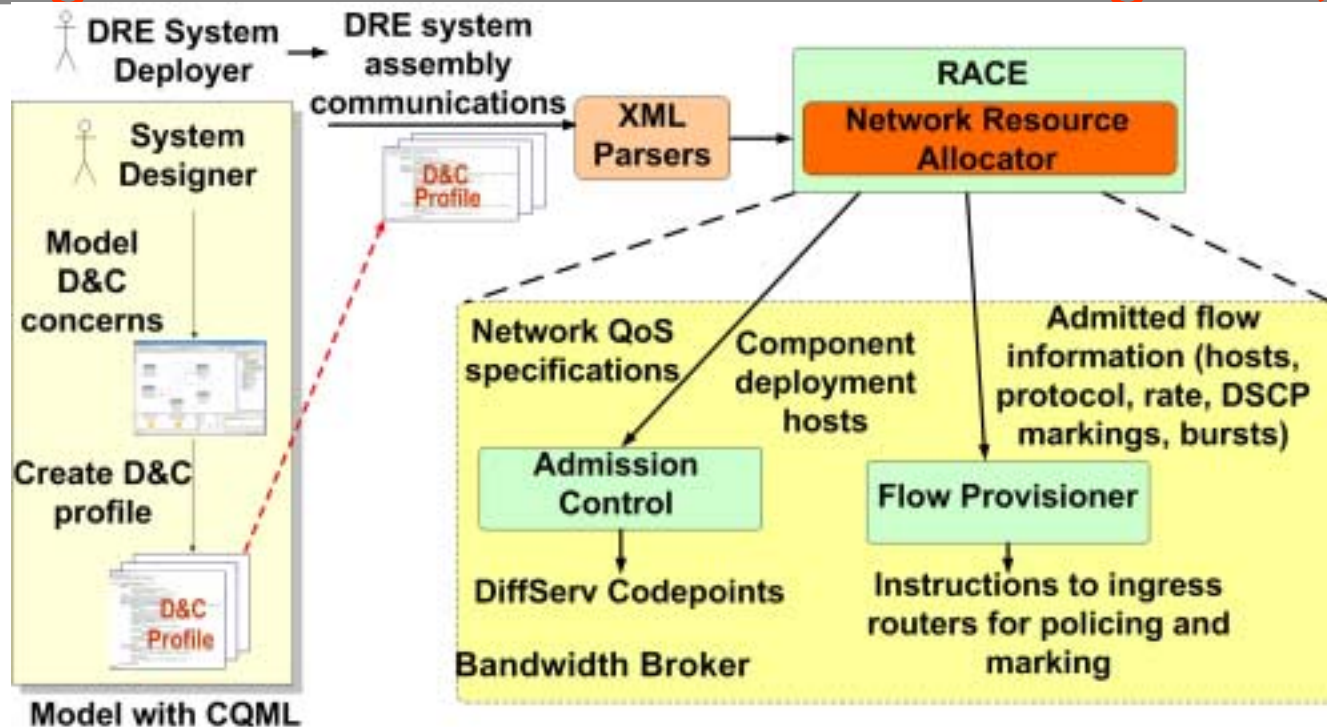 DRE System
Deployer
DRE system
assembly
communications
XML
Parsers
RACE
Network Resource
Allocator
System
Designer
D&C
Profile
Model
D&C
concerns
Create D&C
profile
D&C
Profile
Model with CQML
Network QoS
specifications
Component
deployment
hosts
Admitted flow
information (hosts,
protocol, rate, DSCP
markings, bursts)
Admission
Control
Flow Provisioner
DiffServ Codepoints
Instructions to ingress
routers for policing and
marking
Bandwidth Broker